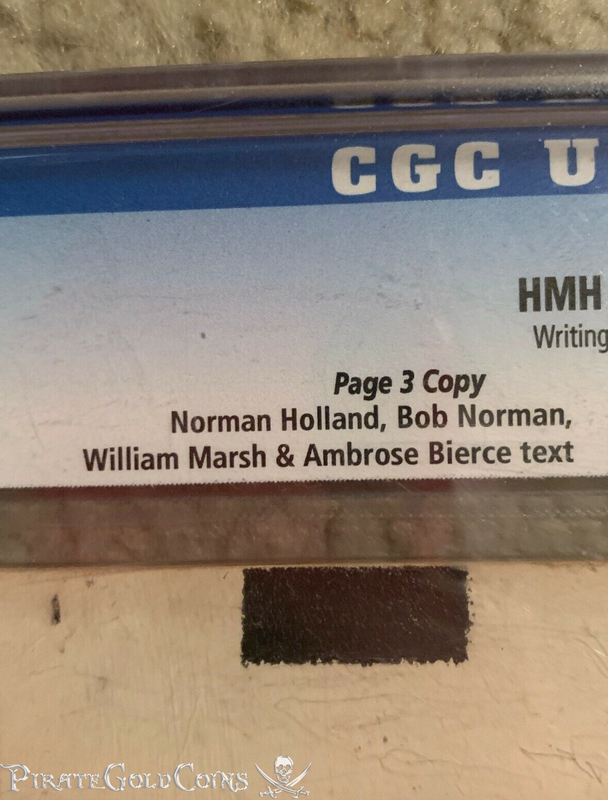 CGC U
HMH
Writing
Page 3 Copy
Norman Holland, Bob Norman,
William Marsh & Ambrose Bierce text
PIRATEGOLDCOINS